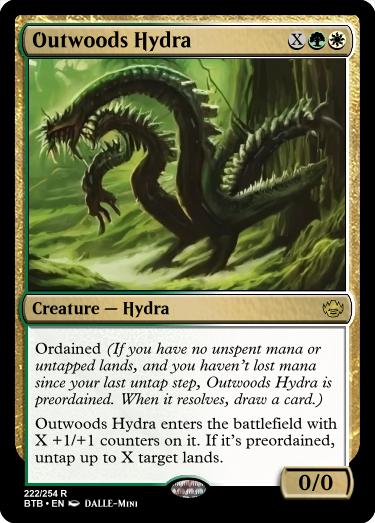 Outwoods Hydra X
Creature — Hydra
Ordained (If you have no unspent mana or
untapped lands, and you haven't lost mana
since your last untap step, Outwoods Hydra is
preordained. When it resolves, draw a card.)
Outwoods Hydra enters the battlefield with
X +1/+1 counters on it. If it's preordained,
untap up to X target lands.
0/0
222/254 R
BTB • EN DALLE-Mini